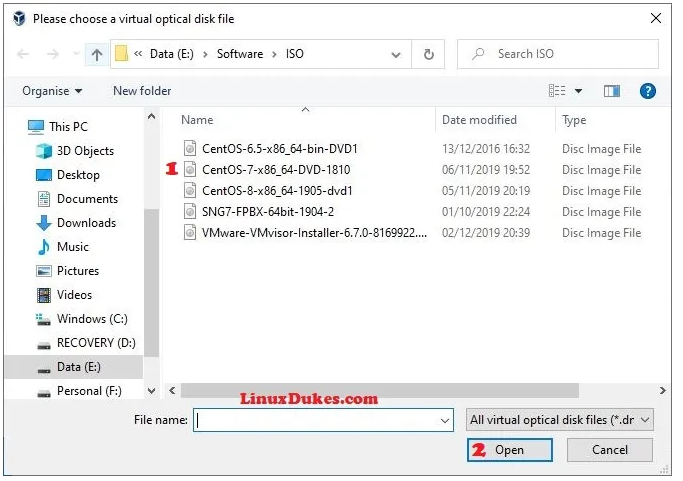 Please choose a virtual optical disk file
« Data (E:) > Software > ISO
Search ISO
Organise New folder
Name Date modified Type
This PC
3D Objects
Desktop
Documents
Downloads
Music
Pictures
Videos
Windows (C:)
RECOVERY (D:)
Data (E:)
Personal (F:)
CentOS-6.5-x86_64-bin-DVD1 13/12/2016 16:32 Disc Image File
1 CentOS-7-x86_64-DVD-1810 06/11/2019 19:52 Disc Image File
CentOS-8-x86_64-1905-dvd1 05/11/2019 20:19 Disc Image File
SNG7-FPBX-64bit-1904-2 01/10/2019 22:24 Disc Image File
VMware-VMvisor-Installer-6.7.0-8169922.... 02/12/2019 20:39 Disc Image File
LinuxDukes.com
File name: All virtual optical disk files (*.dr
2 Open Cancel